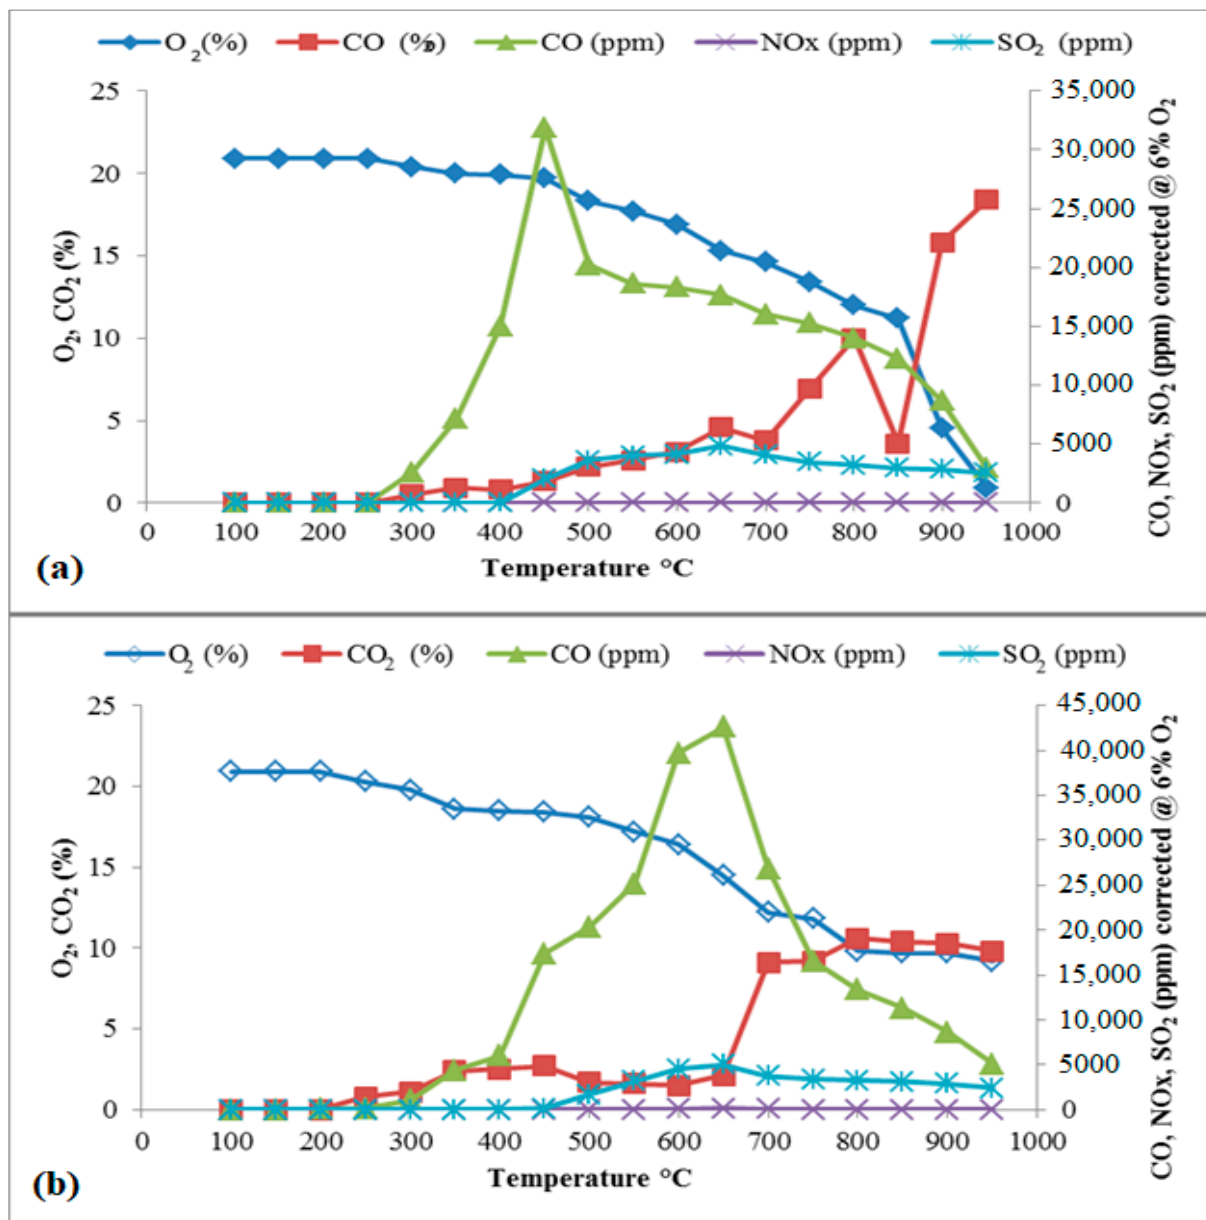 O2(%) CO (%) CO (ppm) NOx (ppm) SO2 (ppm)
25 35,000
30,000
20
25,000
15 20,000
15,000
10
10,000
5
5000
0 0
0 100 200 300 400 500 600 700 800 900 1000
O2, CO2 (%)
CO, NOx, SO2 (ppm) corrected @ 6% O2
Temperature °C
(a)
O2 (%) CO2 (%) CO (ppm) NOx (ppm) SO2 (ppm)
25 45,000
40,000
20 35,000
30,000
15
25,000
20,000
10
15,000
5 10,000
5000
0 0
0 100 200 300 400 500 600 700 800 900 1000
O2, CO2 (%)
CO, NOx, SO2 (ppm) corrected @ 6% O2
Temperature °C
(b)